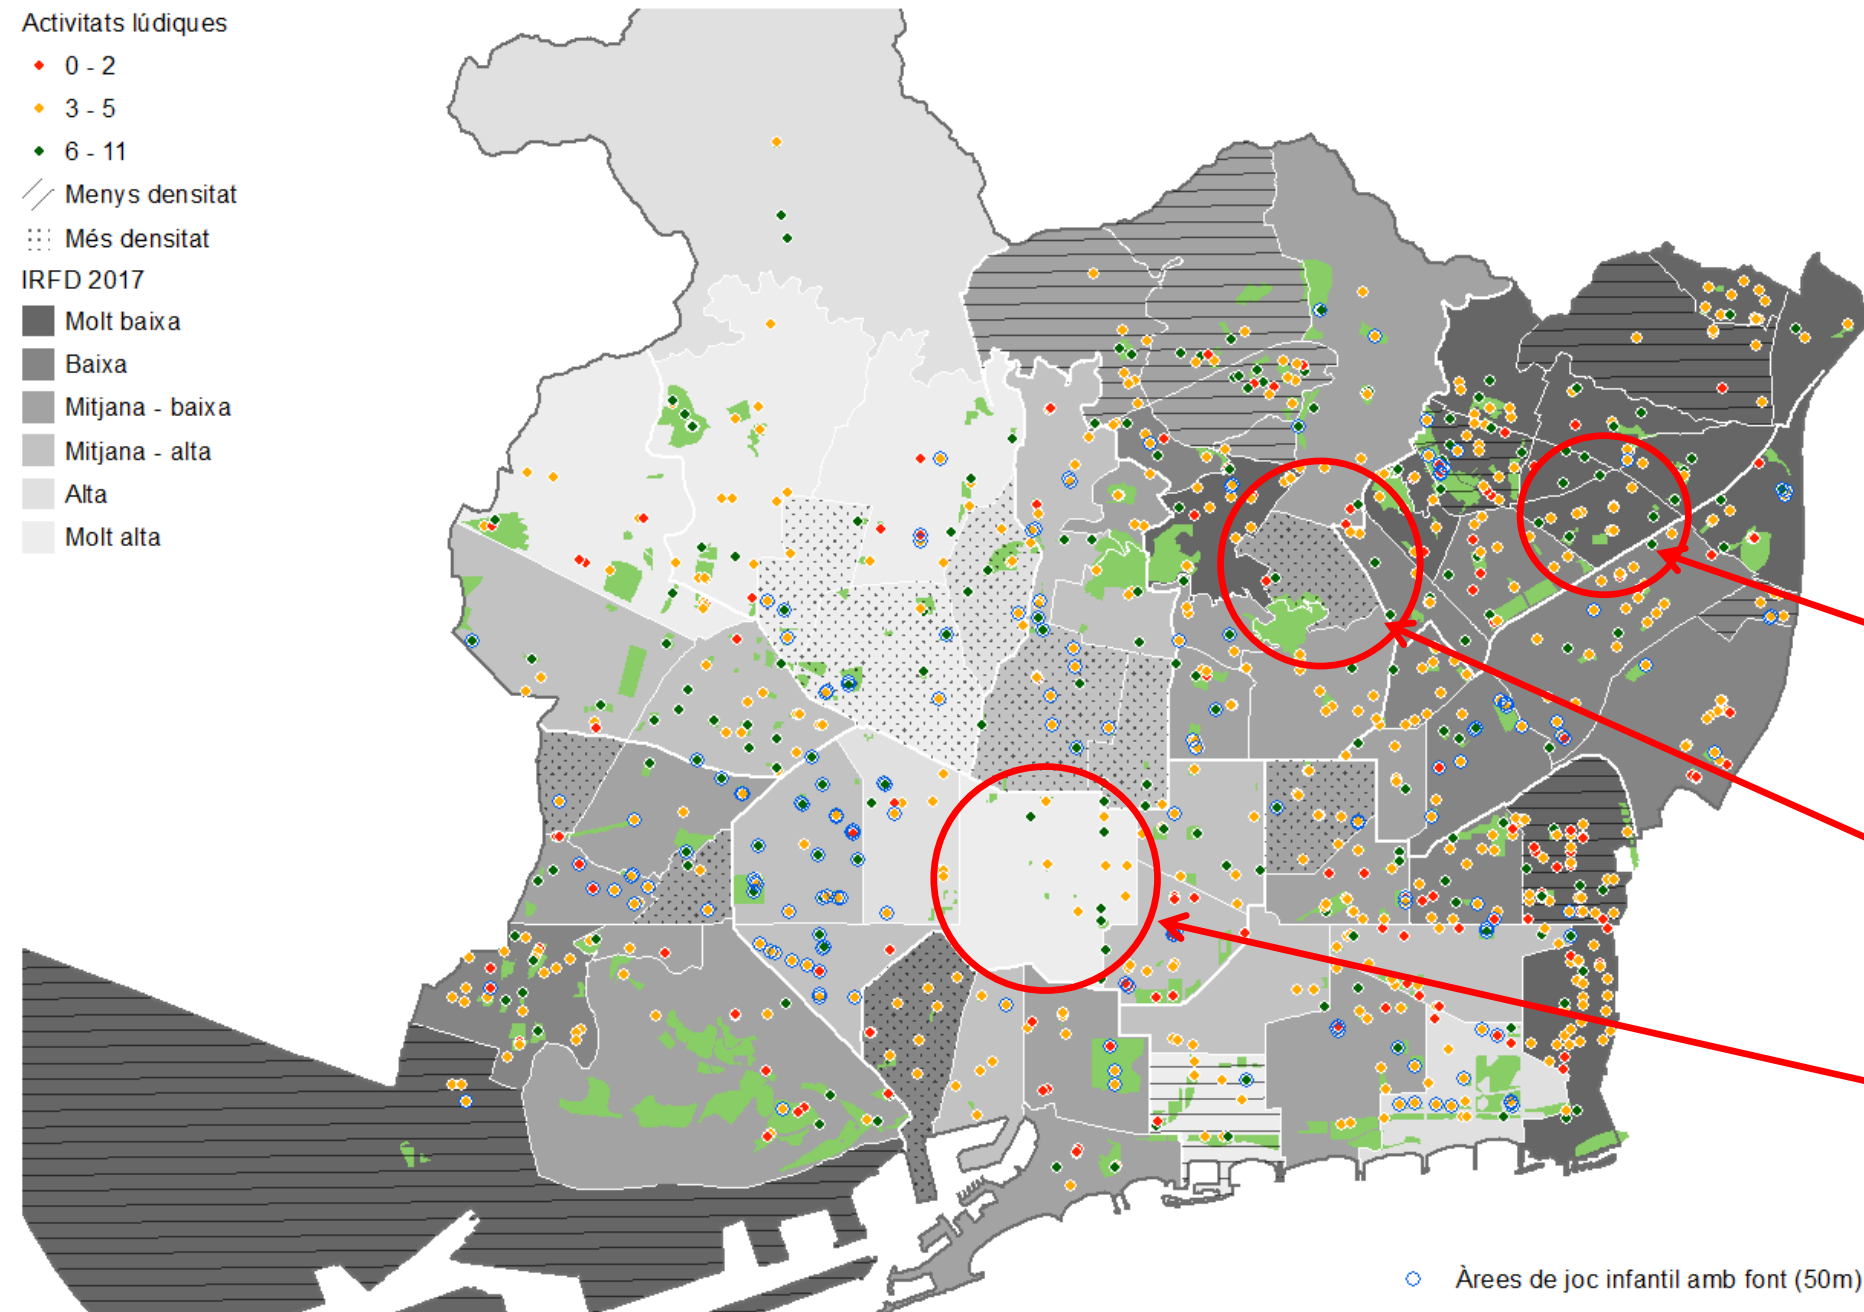 Activitats lúdiques
0 - 2
3 - 5
6 - 11
Menys densitat
Més densitat
IRFD 2017
Molt baixa
Baixa
Mitjana - baixa
Mitjana - alta
Alta
Molt alta
Àrees de joc infantil amb font (50m)